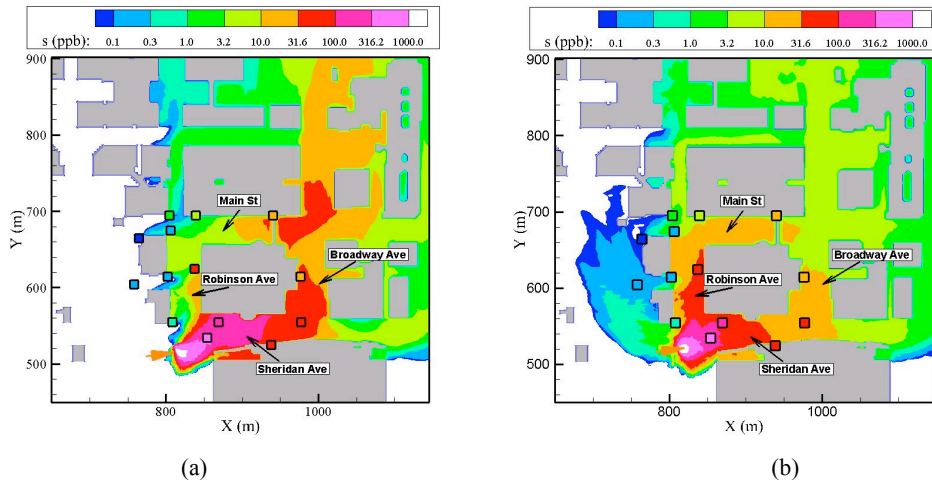 s (ppb): 0.1 0.3 1.0 3.2 10.0 31.6 100.0 316.2 1000.0
900
800
700
600
500
Y (m)
800 1000
X (m)
Main St
Broadway Ave
Robinson Ave
Sheridan Ave
(a)
s (ppb): 0.1 0.3 1.0 3.2 10.0 31.6 100.0 316.2 1000.0
900
800
700
600
500
Y (m)
800 1000
X (m)
Main St
Broadway Ave
Robinson Ave
Sheridan Ave
(b)